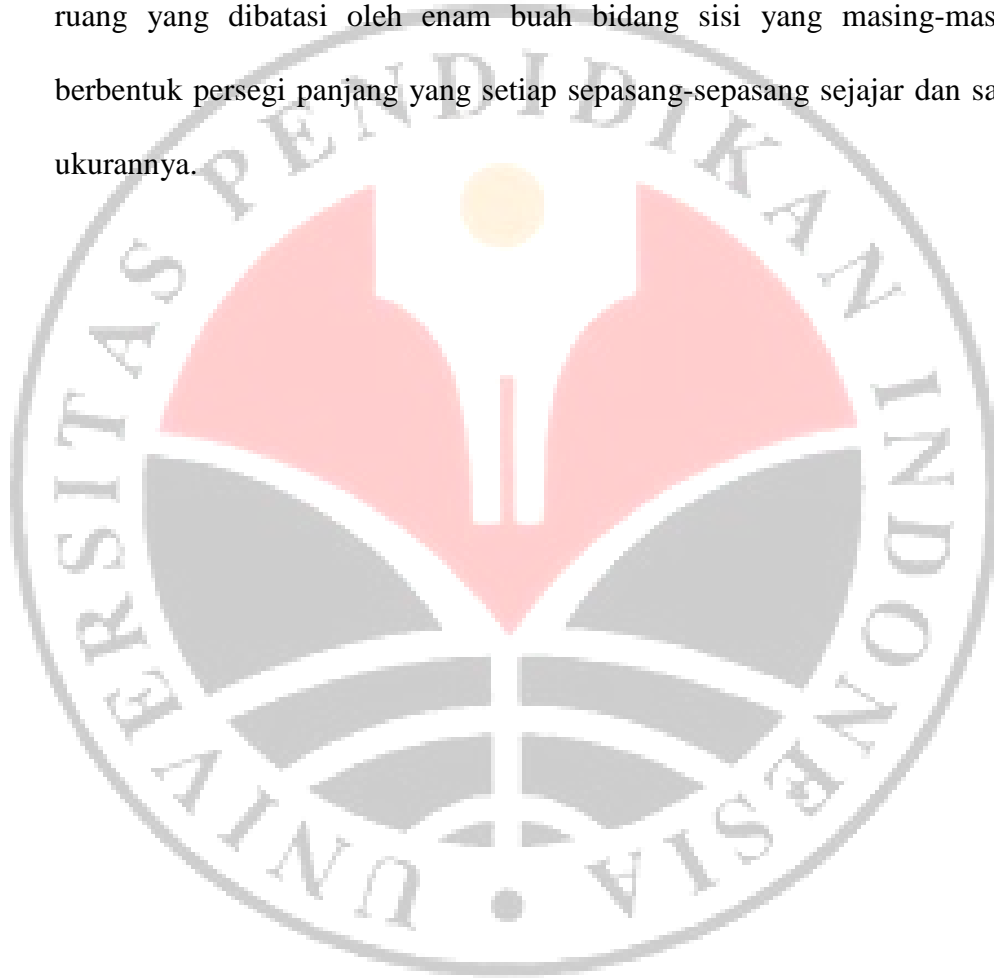 ruang yang dibatasi oleh enam buah bidang sisi yang masing-mas
berbentuk persegi panjang yang setiap sepasang-sepasang sejajar dan sa
ukurannya.
UNIVERSITAS PENDIDIKAN INDONESIA